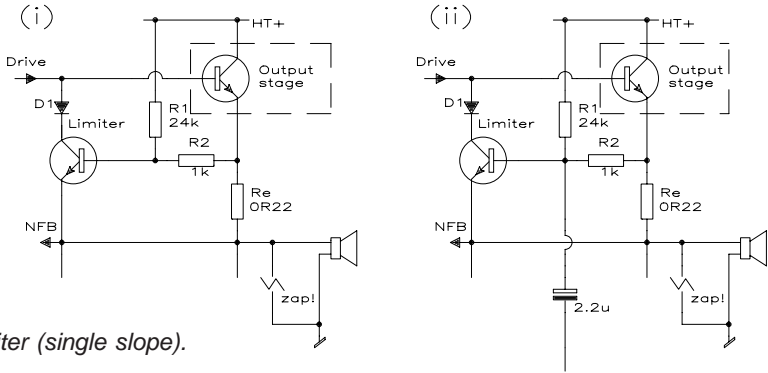 (i)
HT+
Drive
Output
stage
D1
R1
24k
Limiter
R2
1k
Re
0R22
NFB
zap!
(ii)
HT+
Drive
Output
stage
D1
R1
24k
Limiter
R2
1k
Re
0R22
NFB
2.2u
zap!
iter (single slope).